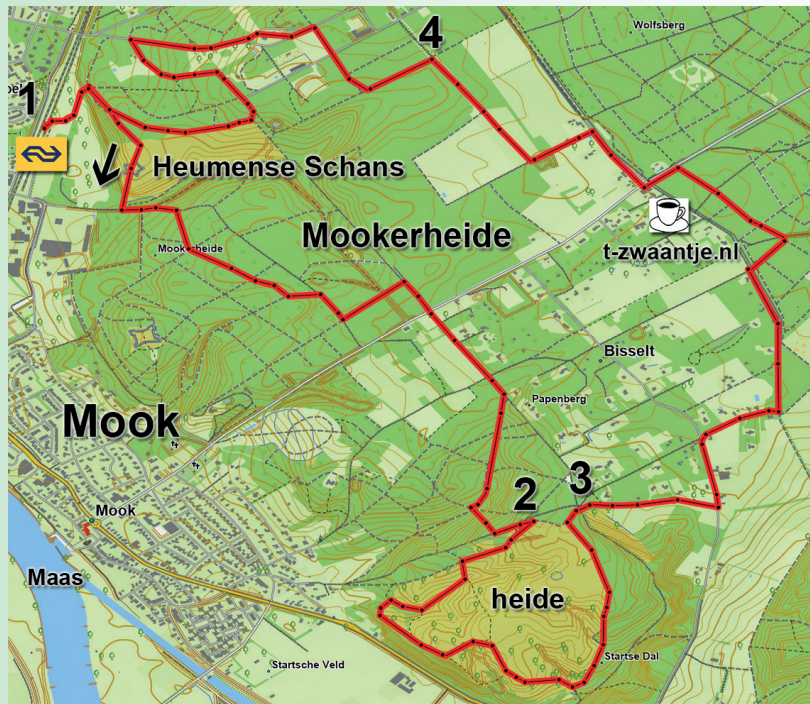 Wolfsberg
4
1
Heumense Schans
Mookerheide
t-zwaantje.nl
Bisselt
Mook
Papenberg
2
3
Mook
Maas
heide
Startse Dal
Startsche Veld